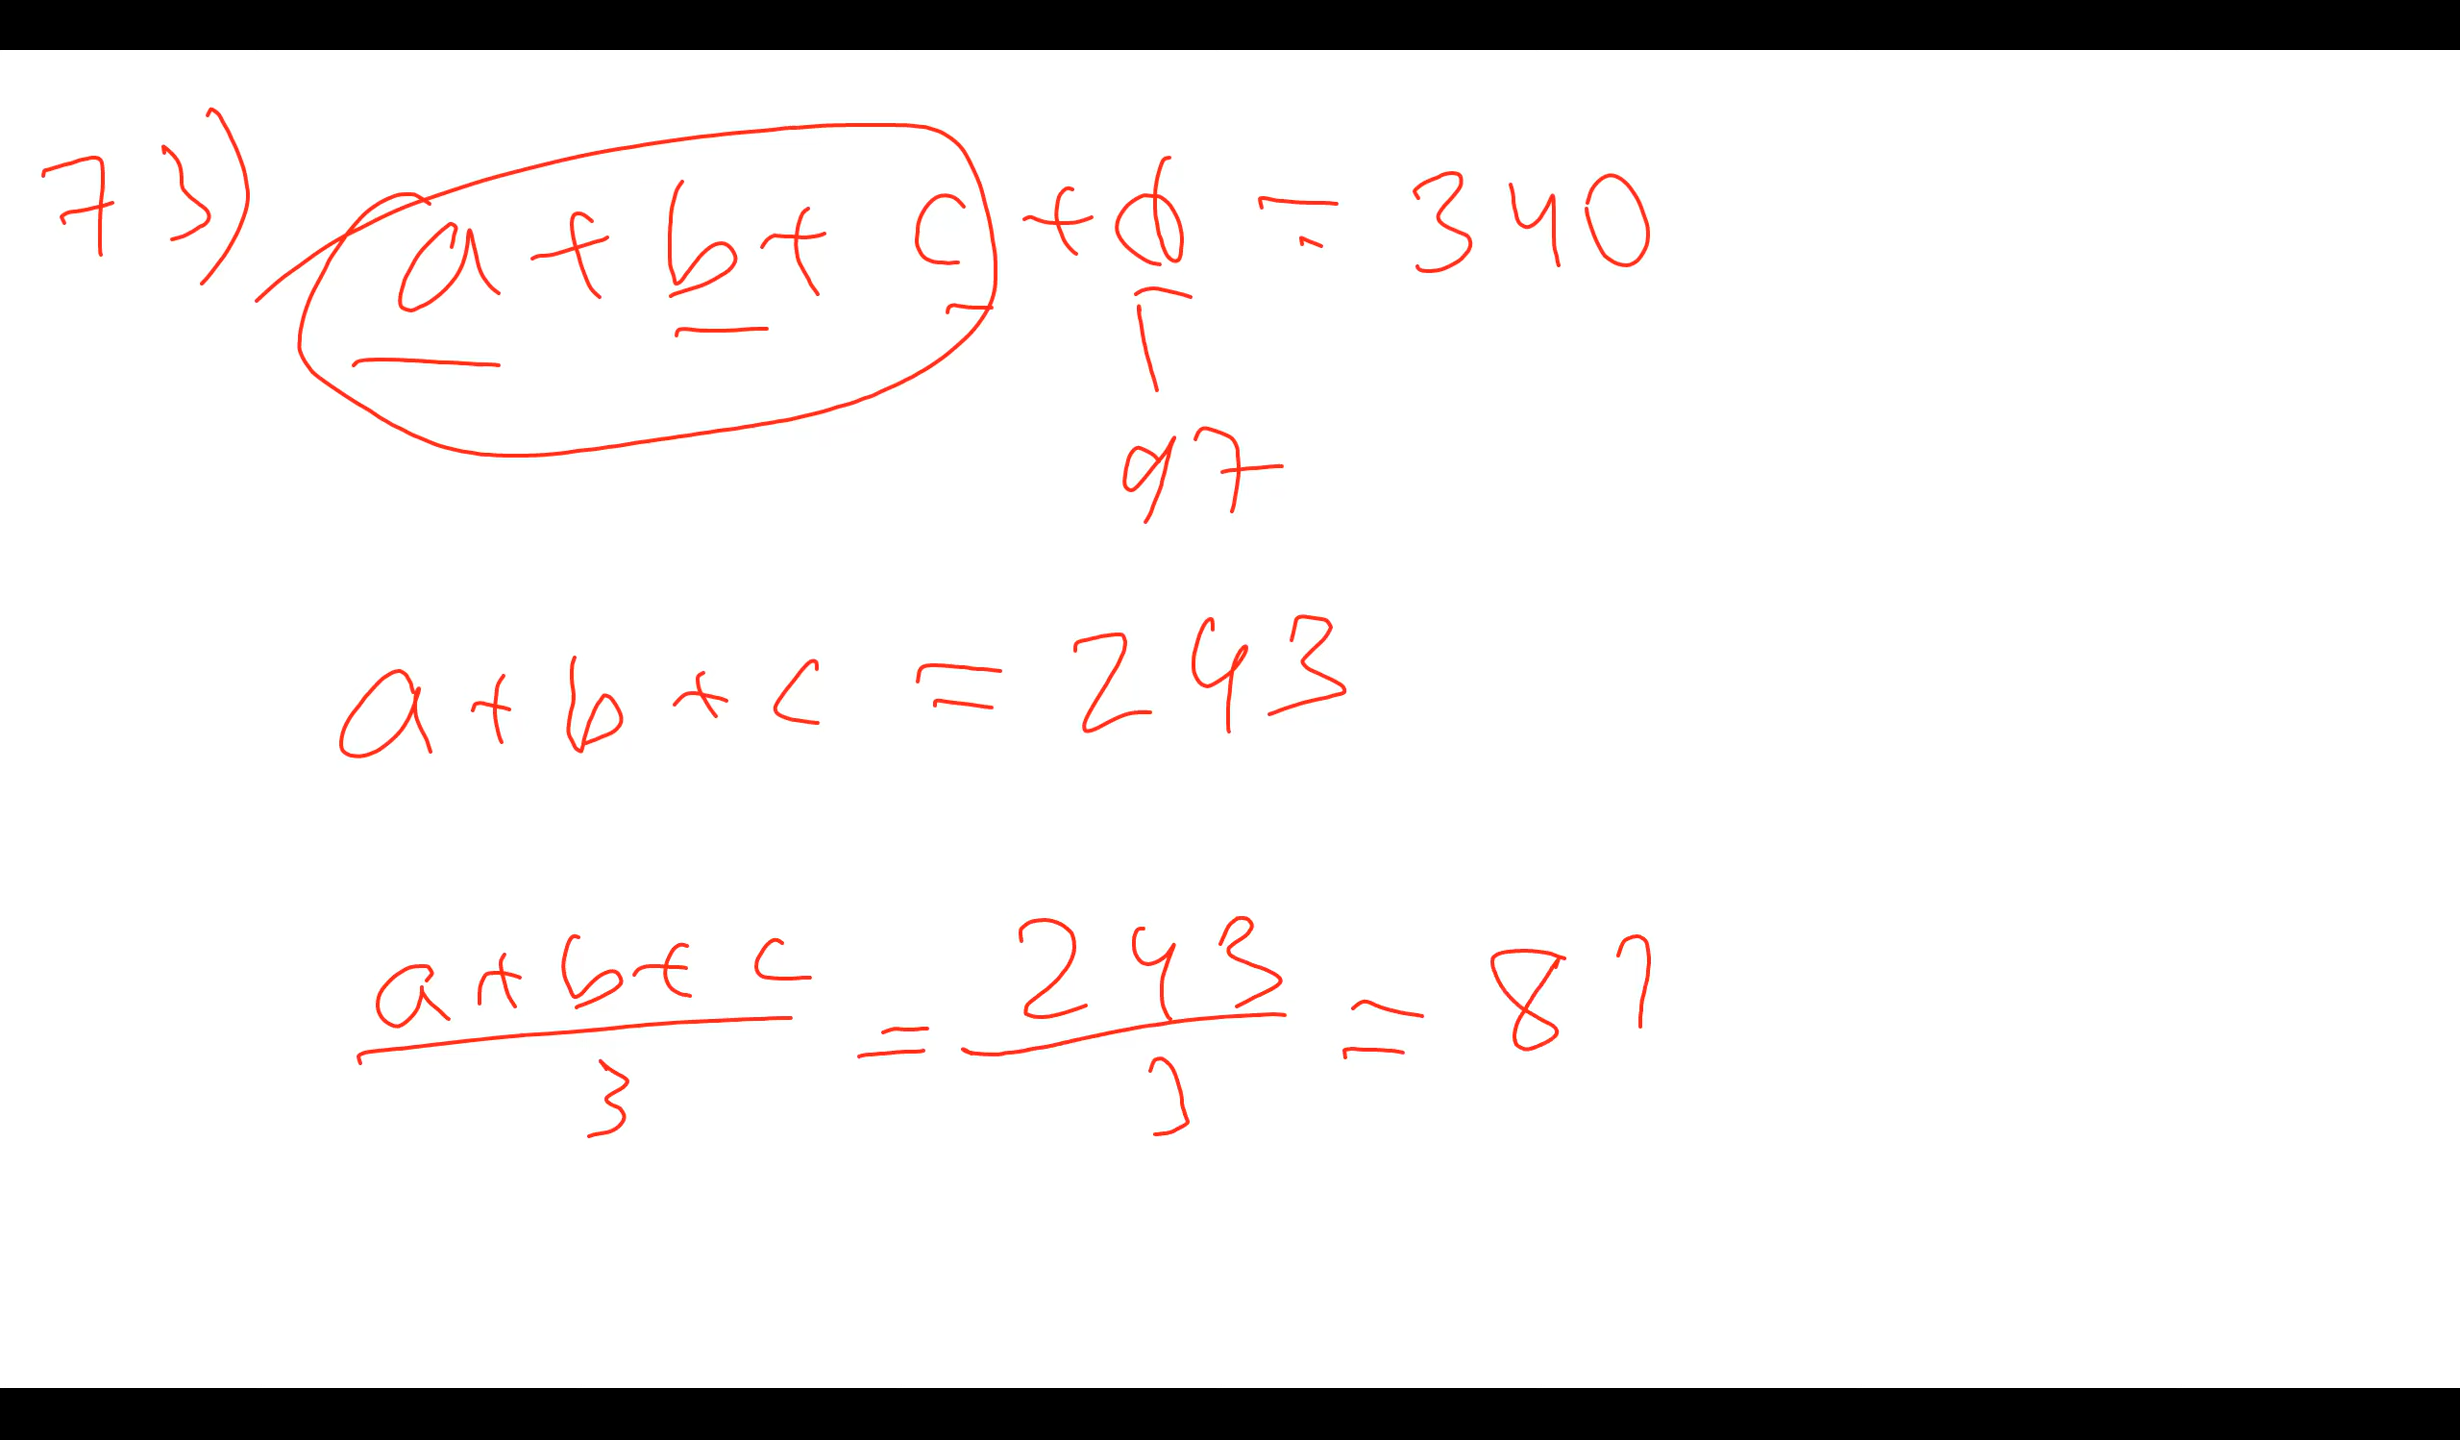 73) a + b + c + d = 340
97
a + b + c = 243
a + b + c / 3 = 243 / 3 = 81